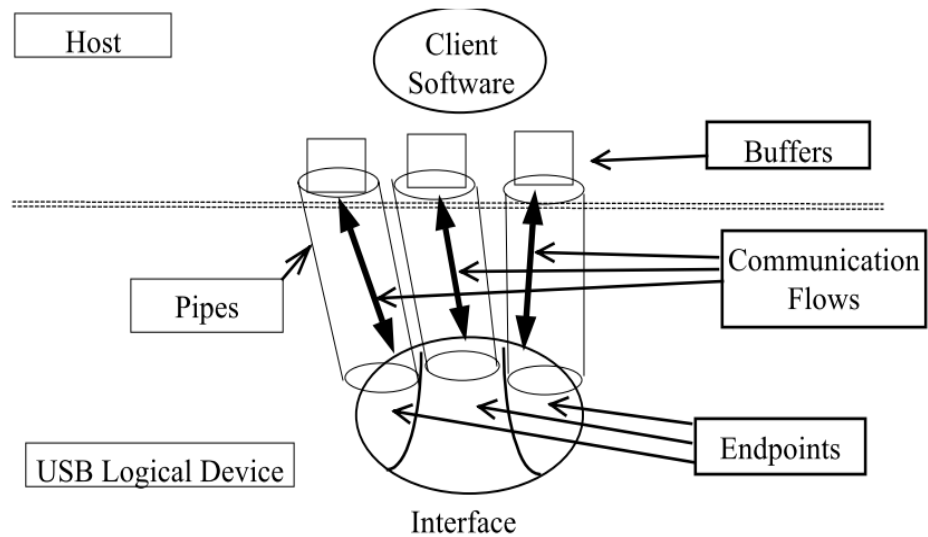 Host
Client
Software
Buffers
Communication
Flows
Pipes
Endpoints
USB Logical Device
Interface